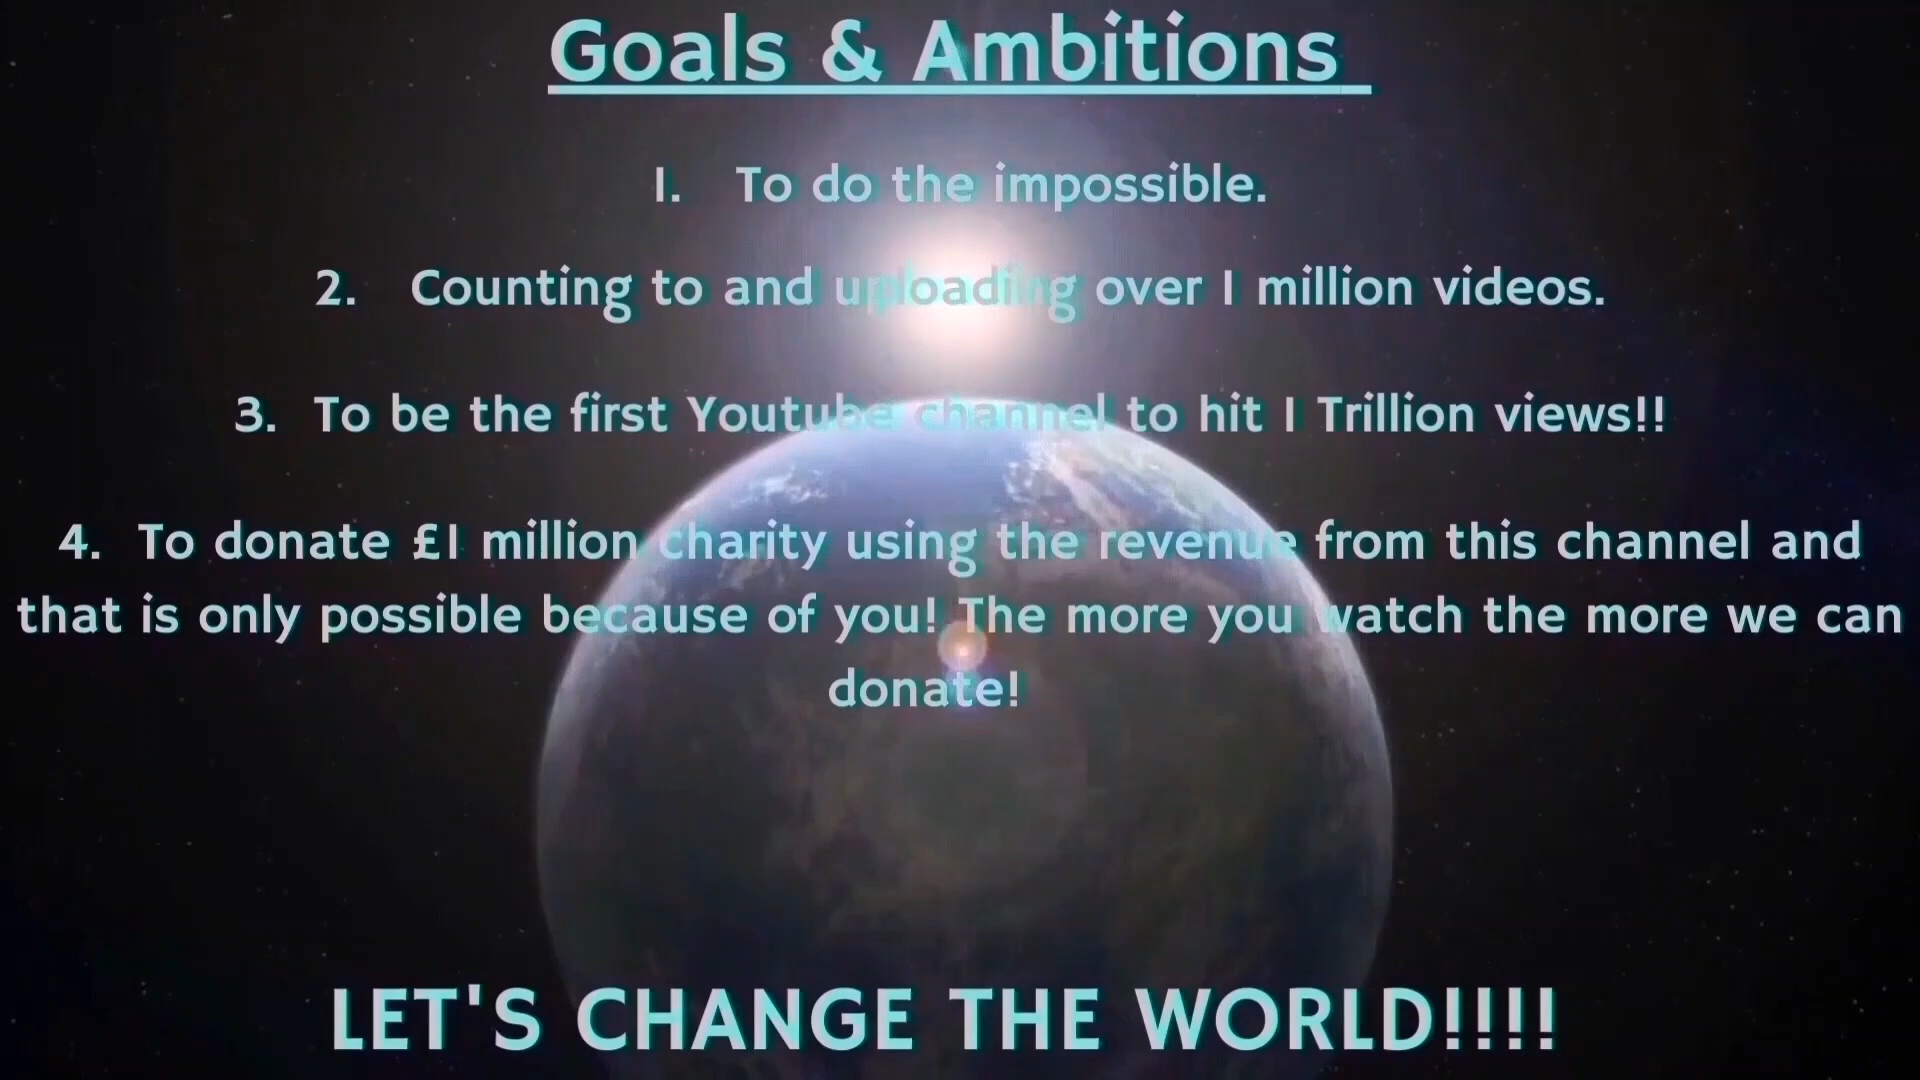 Goals & Ambitions
1. To do the impossible.
2. Counting to and uploading over 1 million videos.
3. To be the first Youtube channel to hit 1 Trillion views!!
4. To donate £1 million charity using the revenue from this channel and
that is only possible because of you! The more you watch the more we can
donate!
LET'S CHANGE THE WORLD!!!!